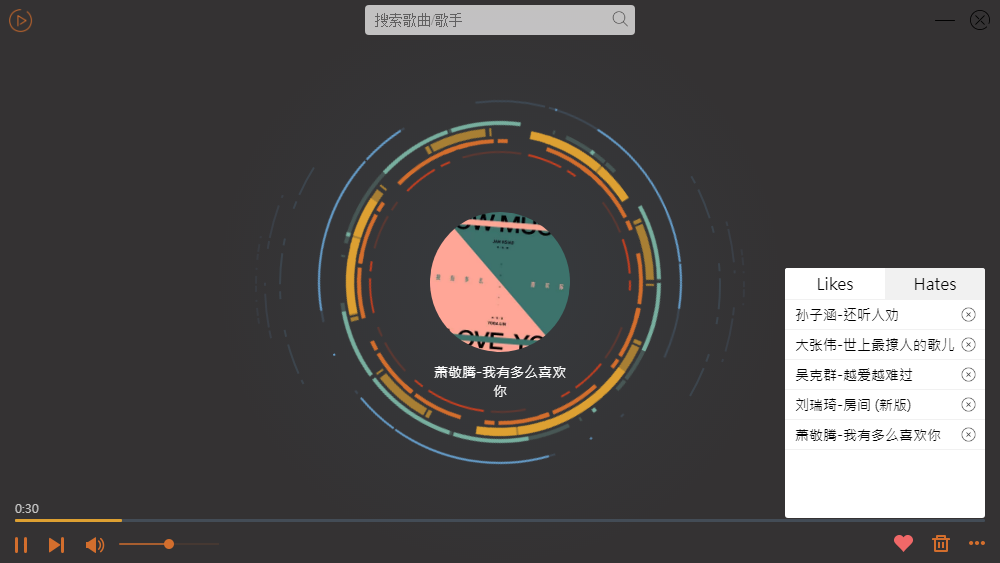 搜索歌曲/歌手
OW MUC
OVE YO
萧敬腾-我有多么喜欢
你
Likes Hates
孙子涵-还听人劝
大张伟-世上最撩人的歌儿
吴克群-越爱越难过
刘瑞琦-房间 (新版)
萧敬腾-我有多么喜欢你
0:30